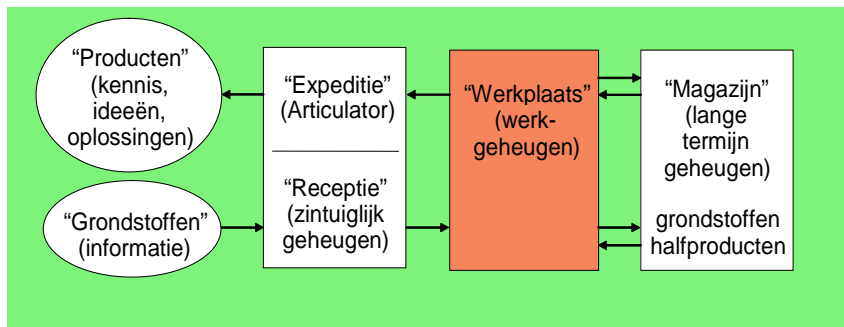 “Producten”
(kennis,
ideeën,
oplossingen)
“Grondstoffen”
(informatie)
“Expeditie”
(Articulator)
“Receptie”
(zintuiglijk
geheugen)
“Werkplaats”
(werk-
geheugen)
“Magazijn”
(lange
termijn
geheugen)
grondstoffen
halfproducten